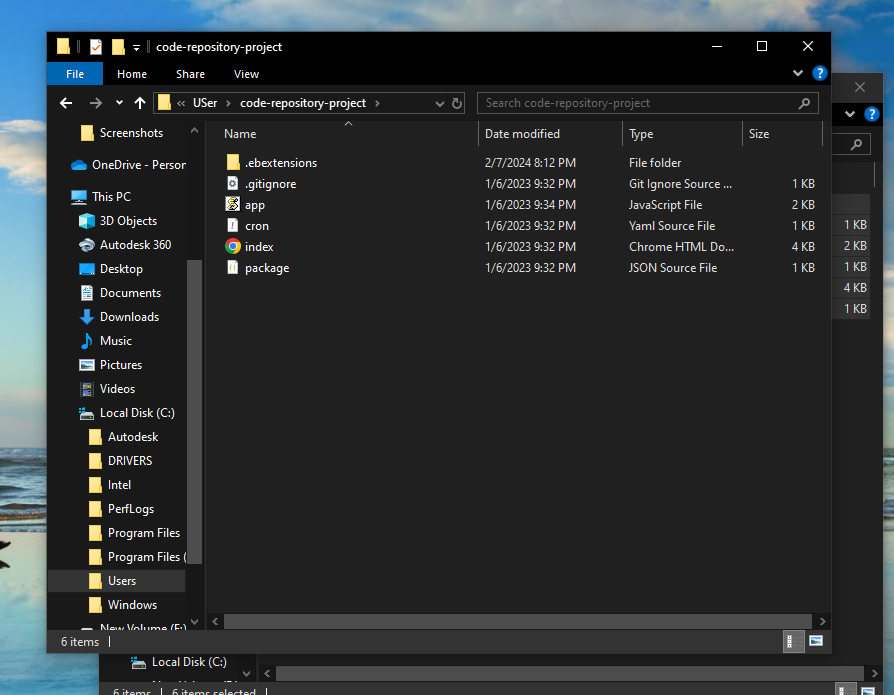 code-repository-project
File Home Share View
« USer › code-repository-project › Search code-repository-project
Name Date modified Type Size
Screenshots
OneDrive - Person
This PC
3D Objects
Autodesk 360
Desktop
Documents
Downloads
Music
Pictures
Videos
Local Disk (C:)
Autodesk
DRIVERS
Intel
PerfLogs
Program Files
Program Files (
Users
Windows
New Volume (E:)
.ebextensions 2/7/2024 8:12 PM File folder
.gitignore 1/6/2023 9:32 PM Git Ignore Source ... 1 KB
app 1/6/2023 9:34 PM JavaScript File 2 KB
cron 1/6/2023 9:32 PM Yaml Source File 1 KB
index 1/6/2023 9:32 PM Chrome HTML Do... 4 KB
package 1/6/2023 9:32 PM JSON Source File 1 KB
6 items
1 KB
2 KB
1 KB
4 KB
1 KB
Local Disk (C:)
6 items 6 items selected